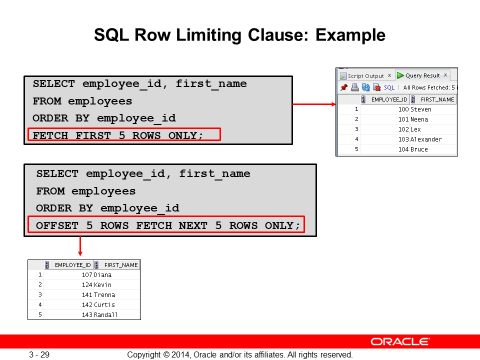 SQL Row Limiting Clause: Example
SELECT employee_id, first_name
FROM employees
ORDER BY employee_id
FETCH FIRST 5 ROWS ONLY;
Script Output × Query Result ×
SQL | All Rows Fetched: 5 i
EMPLOYEE_ID FIRST_NAME
1 100 Steven
2 101 Neena
3 102 Lex
4 103 Alexander
5 104 Bruce
SELECT employee_id, first_name
FROM employees
ORDER BY employee_id
OFFSET 5 ROWS FETCH NEXT 5 ROWS ONLY;
EMPLOYEE_ID FIRST_NAME
1 107 Diana
2 124 Kevin
3 141 Trenna
4 142 Curtis
5 143 Randall
ORACLE
3 - 29 Copyright © 2014, Oracle and/or its affiliates. All rights reserved.